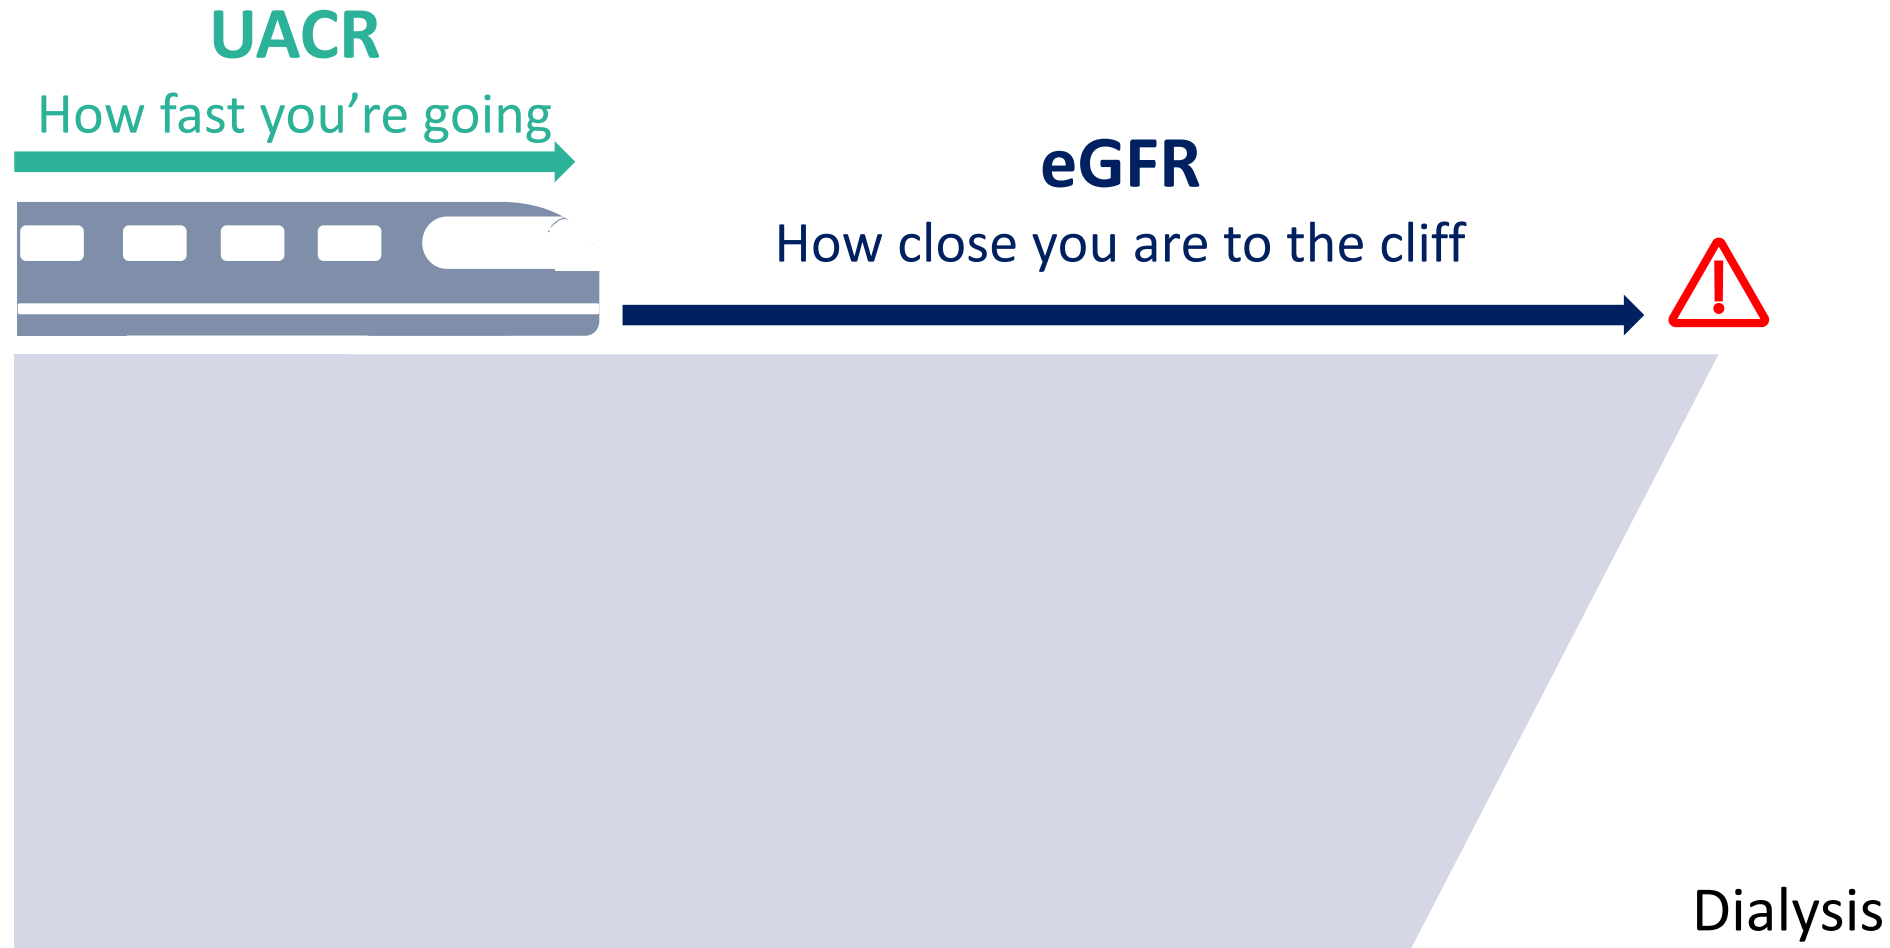 UACR
How fast you’re going
eGFR
How close you are to the cliff
Dialysis